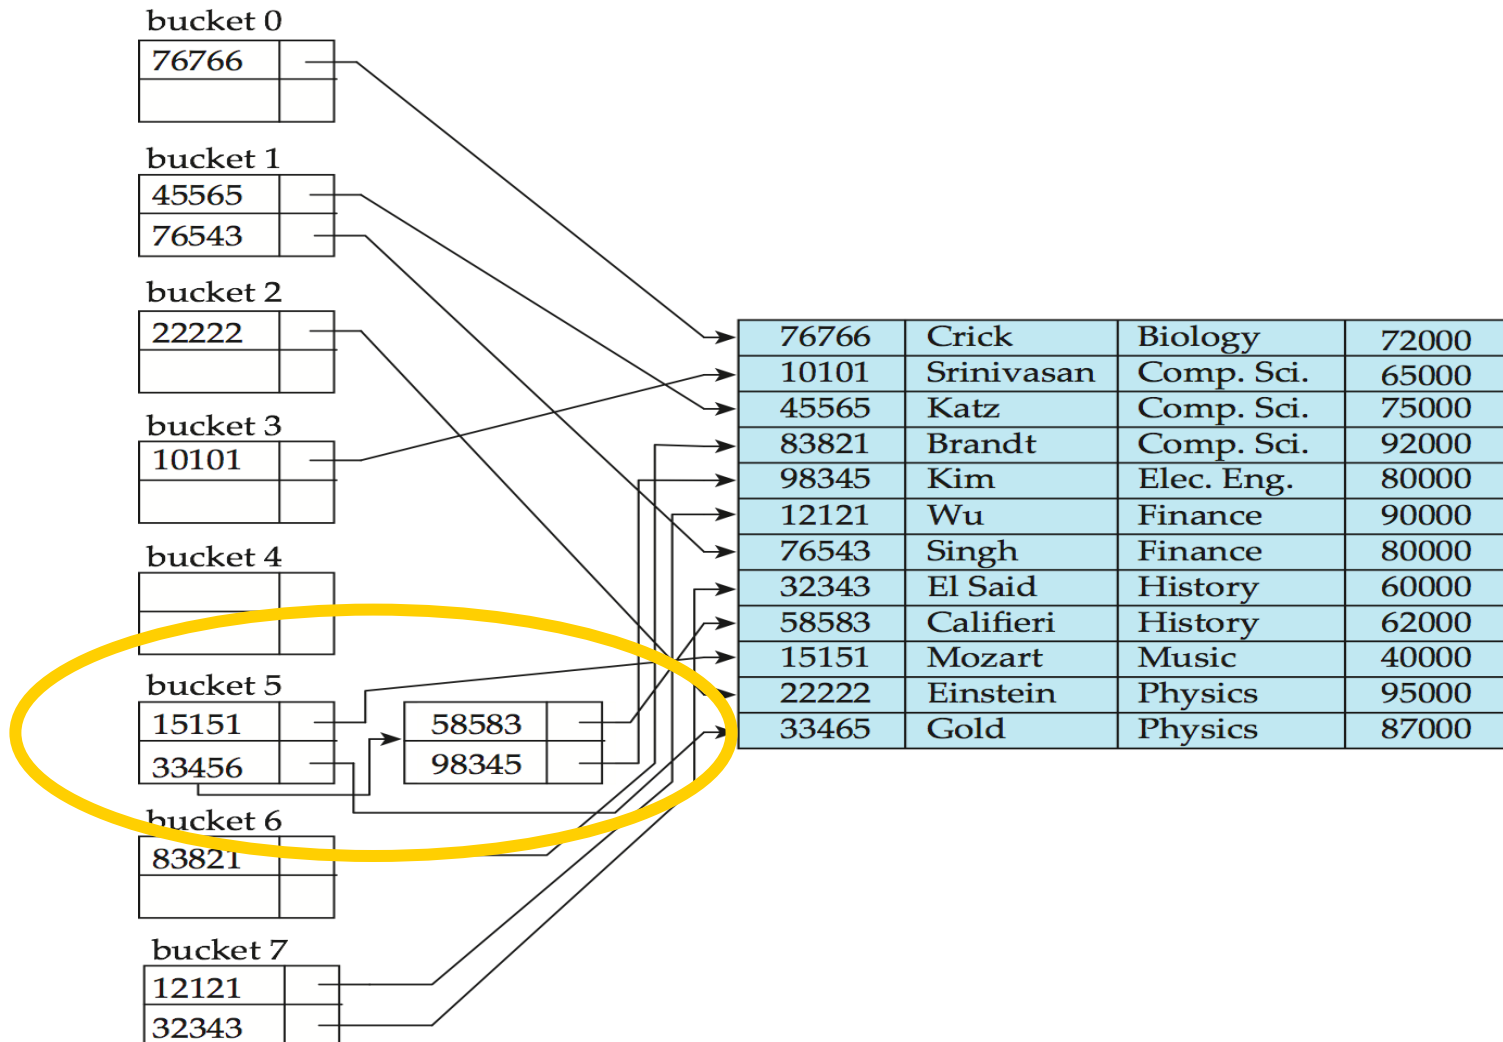 bucket 0
76766
bucket 1
45565
76543
bucket 2
22222
bucket 3
10101
bucket 4
bucket 5
15151
33456
58583
98345
bucket 6
83821
bucket 7
12121
32343
76766 Crick Biology 72000
10101 Srinivasan Comp. Sci. 65000
45565 Katz Comp. Sci. 75000
83821 Brandt Comp. Sci. 92000
98345 Kim Elec. Eng. 80000
12121 Wu Finance 90000
76543 Singh Finance 80000
32343 El Said History 60000
58583 Califieri History 62000
15151 Mozart Music 40000
22222 Einstein Physics 95000
33465 Gold Physics 87000